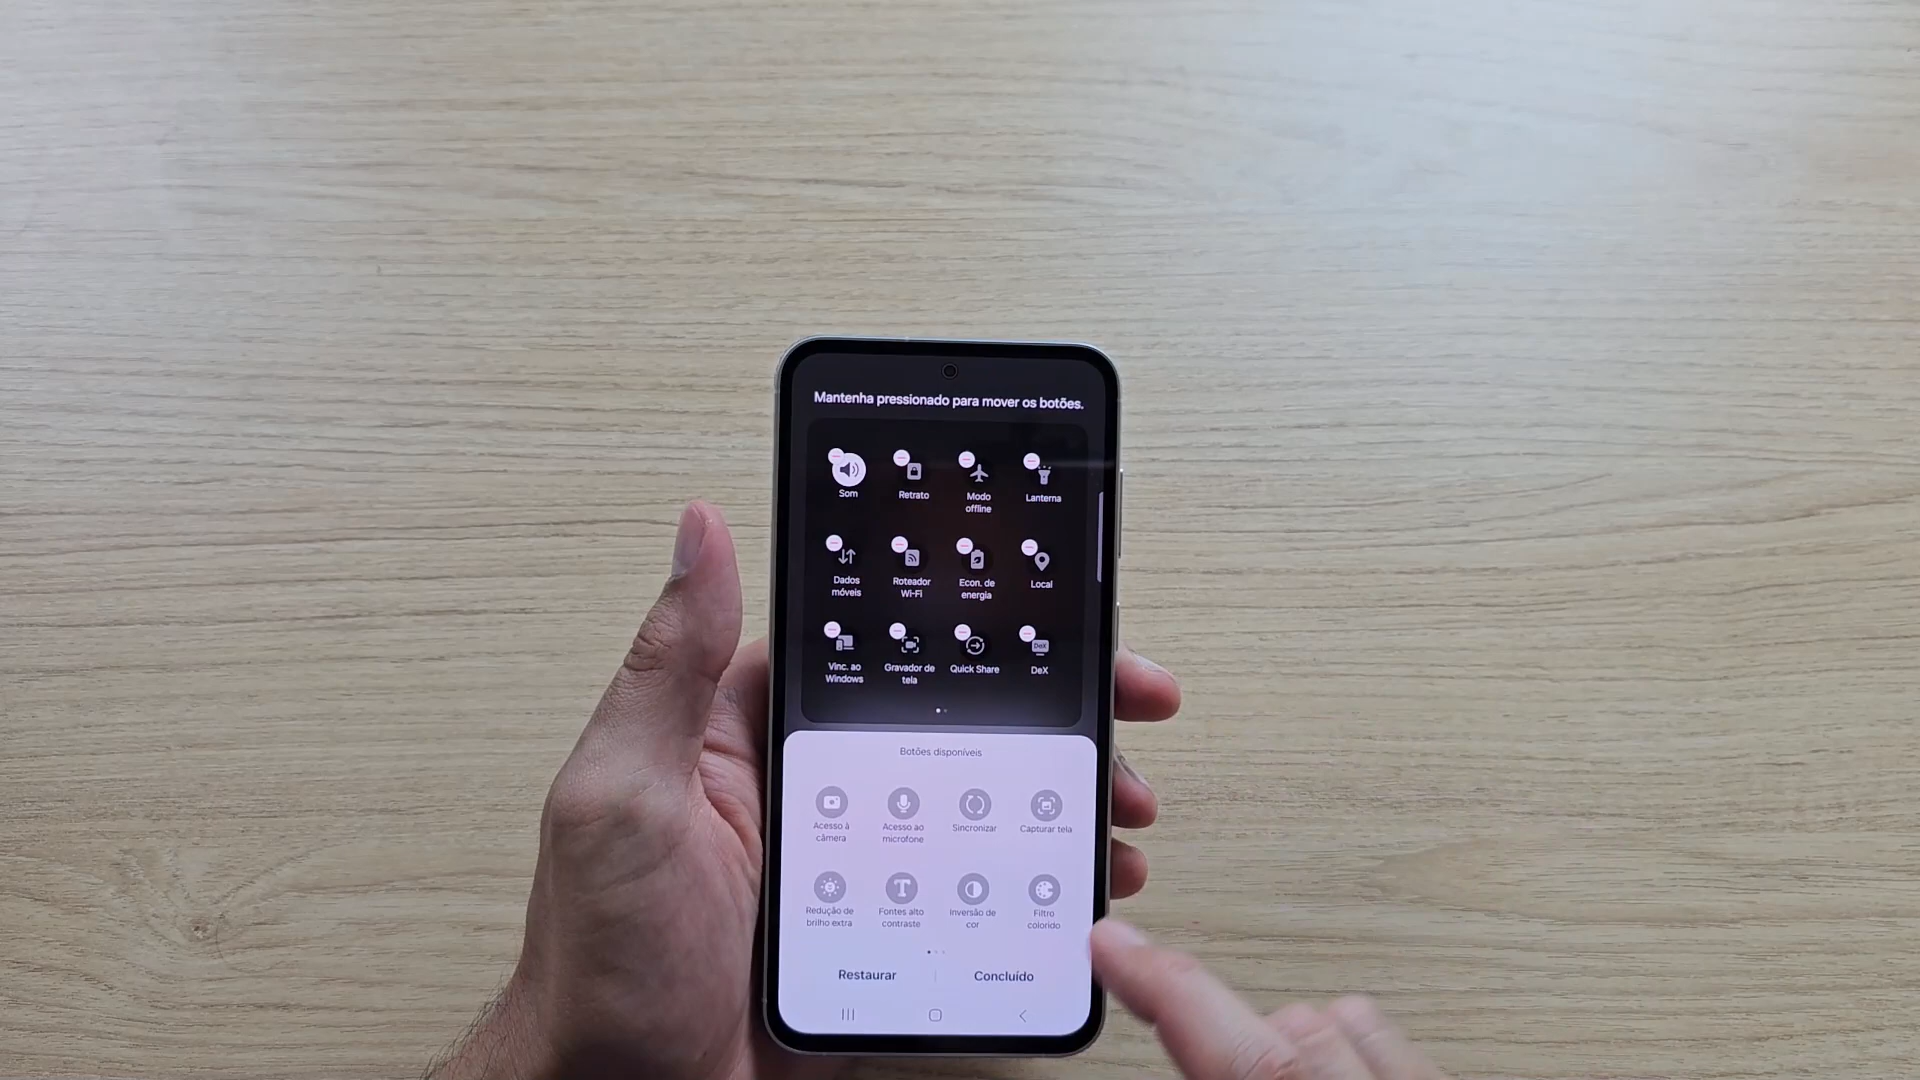 Mantenha pressionado para mover os botões.
Som
Retrato
Modo
offline
Lanterna
Dados
móveis
Roteador
Wi-Fi
Econ. de
energia
Local
Vinc. ao
Windows
Gravador de
tela
Quick Share
DeX
DeX
Botões disponíveis
Acesso à
câmera
Acesso ao
microfone
Sincronizar
Capturar tela
Redução de
brilho extra
Fontes alto
contraste
Inversão de
cor
Filtro
colorido
Restaurar
Concluído